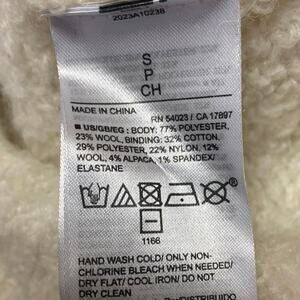 2023A10238
S
P
CH
MADE IN CHINA
RN 54023 / CA 17897
■ US/GB/EG: BODY: 77% POLYESTER,
23% WOOL, BINDING: 32% COTTON,
29% POLYESTER, 22% NYLON, 12%
WOOL, 4% ALPACA, 1% SPANDEX/
ELASTANE
1166
HAND WASH COLD/ ONLY NON-
CHLORINE BLEACH WHEN NEEDED/
DRY FLAT/ COOL IRON/ DO NOT
DRY CLEAN